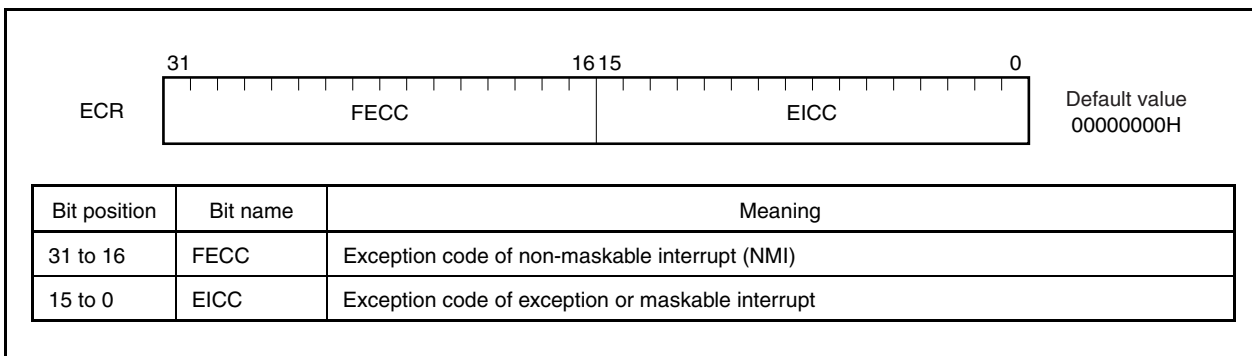 31 16 15 0
ECR FECC EICC Default value
00000000H
Bit position Bit name Meaning
31 to 16 FECC Exception code of non-maskable interrupt (NMI)
15 to 0 EICC Exception code of exception or maskable interrupt